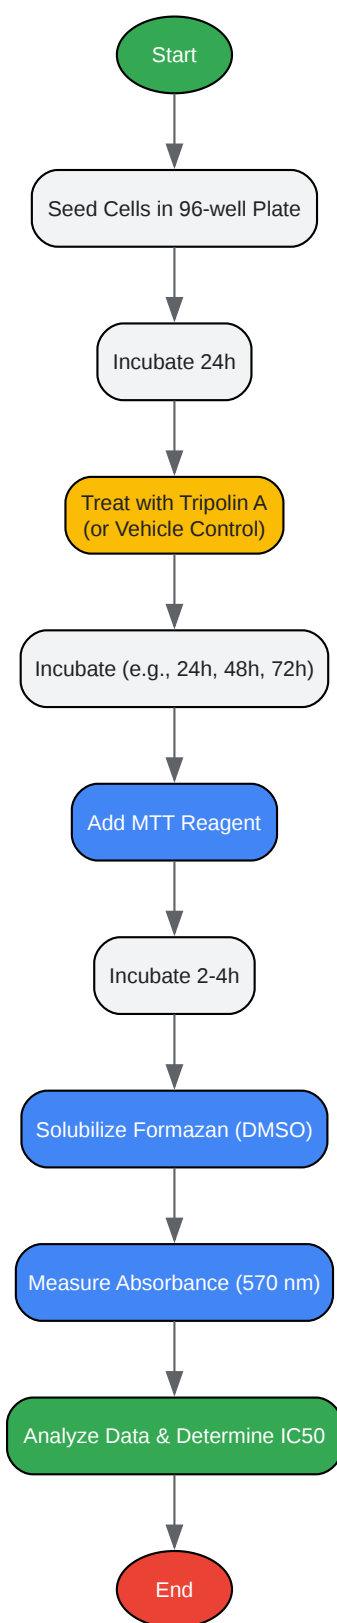 Start
Seed Cells in 96-well Plate
Incubate 24h
Treat with Tripolin A
(or Vehicle Control)
Incubate (e.g., 24h, 48h, 72h)
Add MTT Reagent
Incubate 2-4h
Solubilize Formazan (DMSO)
Measure Absorbance (570 nm)
Analyze Data & Determine IC50
End